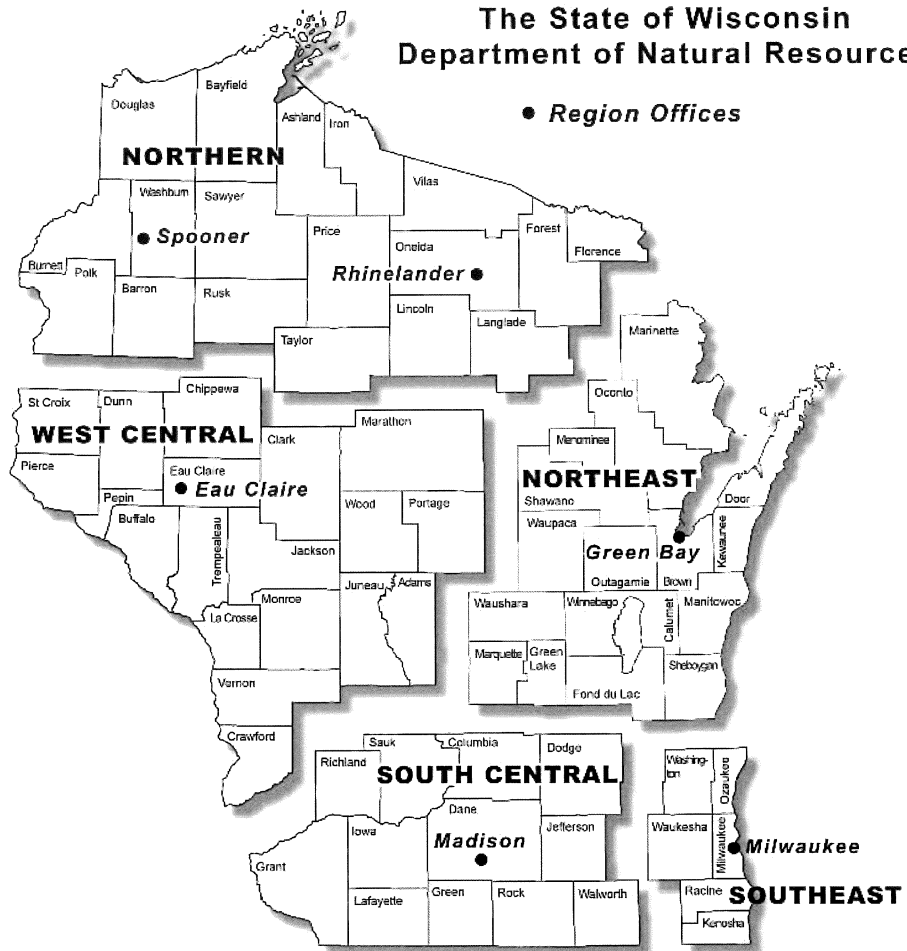 The State of Wisconsin
Department of Natural Resource
Region Offices
Bayfield
Douglas
Ashland
Iron
NORTHERN
Vilas
Washburn
Sawyer
Price
Forest
Spooner
Oneida
Florence
Burnett
Polk
Rhinelander
Barron
Rusk
Lincoln
Langlade
Taylor
Marinette
Chippewa
St Croix
Dunn
Oconto
Marathon
WEST CENTRAL
Clark
Menominee
Pierce
Eau Claire
NORTHEAST
Eau Claire
Pepin
Wood
Portage
Shawano
Door
Buffalo
Waupaca
Trempealeau
Jackson
Green Bay
Kewaunee
Juneau
Adams
Outagamie
Brown
Monroe
La Crosse
Waushara
Winnebago
Calumet
Manitowoc
Marquette
Green
Lake
Sheboygan
Vernon
Fond du Lac
Crawford
Sauk
Columbia
Dodge
Richland
SOUTH CENTRAL
Washing-
ton
Ozaukee
Dane
Iowa
Jefferson
Waukesha
Milwaukee
Madison
Milwaukee
Grant
Lafayette
Green
Rock
Walworth
Racine
SOUTHEAST
Kenosha